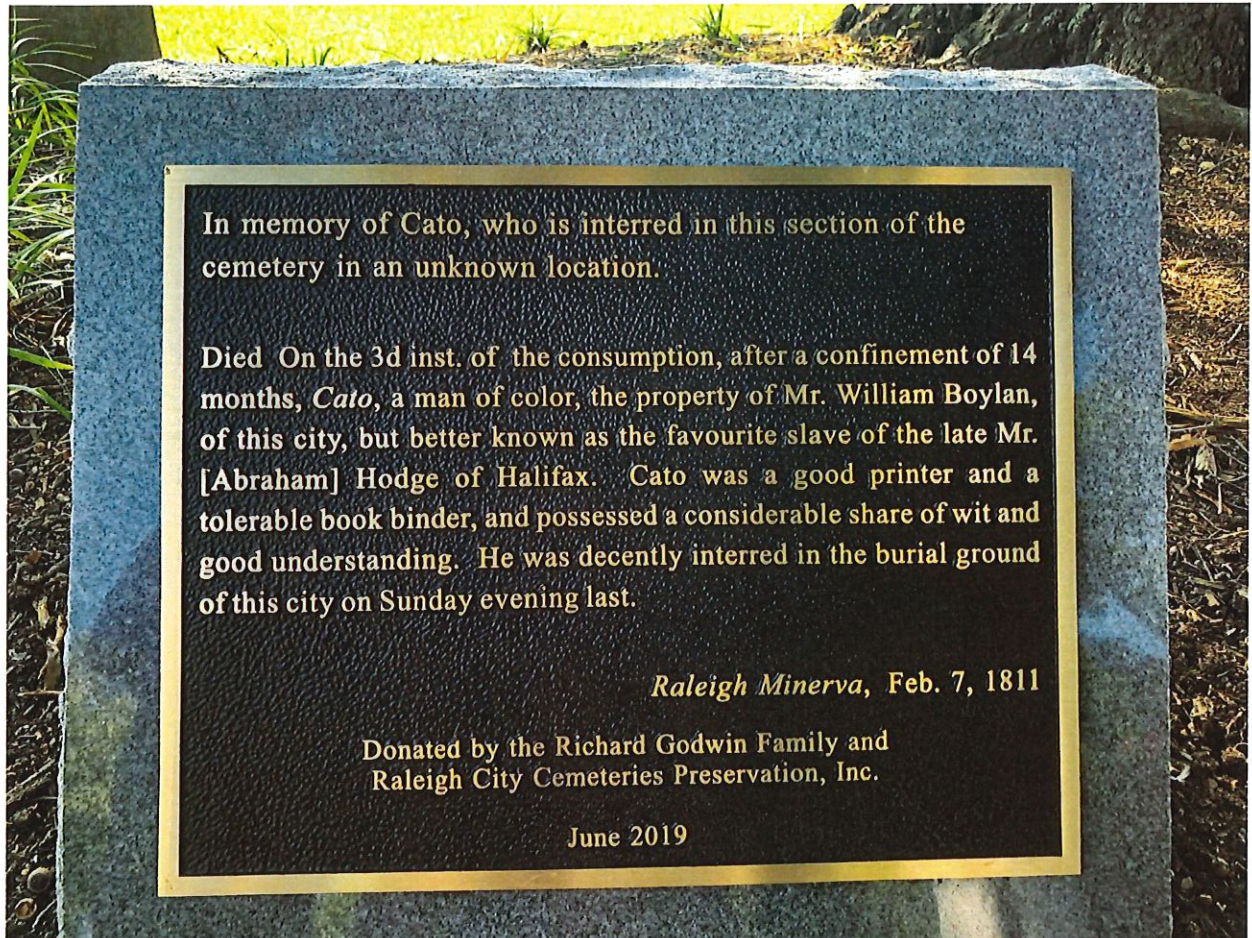 In memory of Cato, who is interred in this section of the
cemetery in an unknown location.
Died On the 3d inst. of the consumption, after a confinement of 14
months, Cato, a man of color, the property of Mr. William Boylan,
of this city, but better known as the favourite slave of the late Mr.
[Abraham] Hodge of Halifax. Cato was a good printer and a
tolerable book binder, and possessed a considerable share of wit and
good understanding. He was decently interred in the burial ground
of this city on Sunday evening last.
Raleigh Minerva, Feb. 7, 1811
Donated by the Richard Godwin Family and
Raleigh City Cemeteries Preservation, Inc.
June 2019